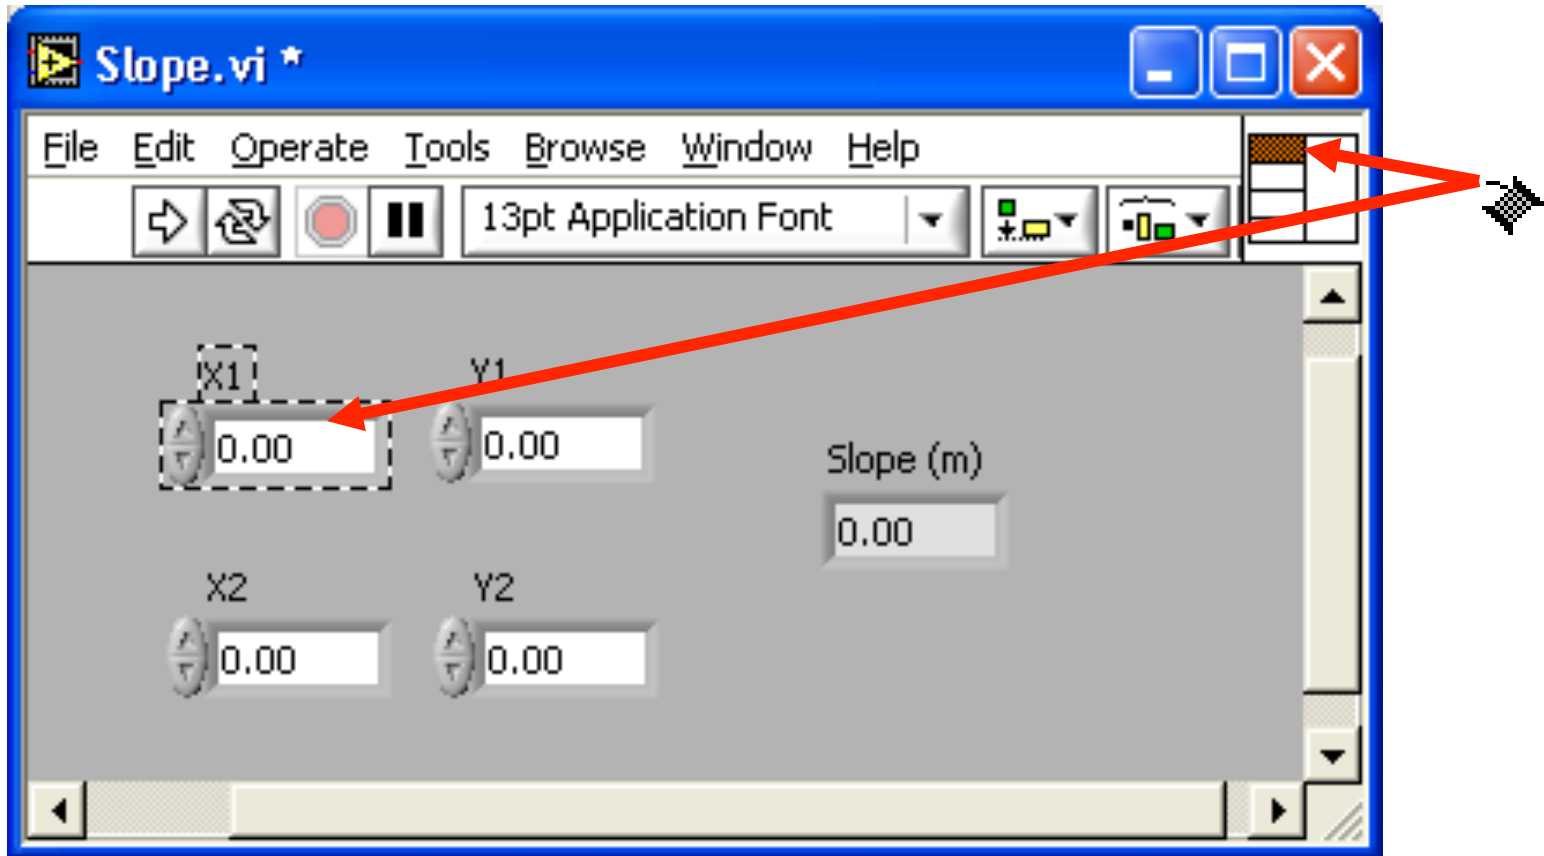 Slope.vi *
File Edit Operate Tools Browse Window Help
13pt Application Font
X1 Y1
0.00 0.00
Slope (m)
0.00
X2 Y2
0.00 0.00